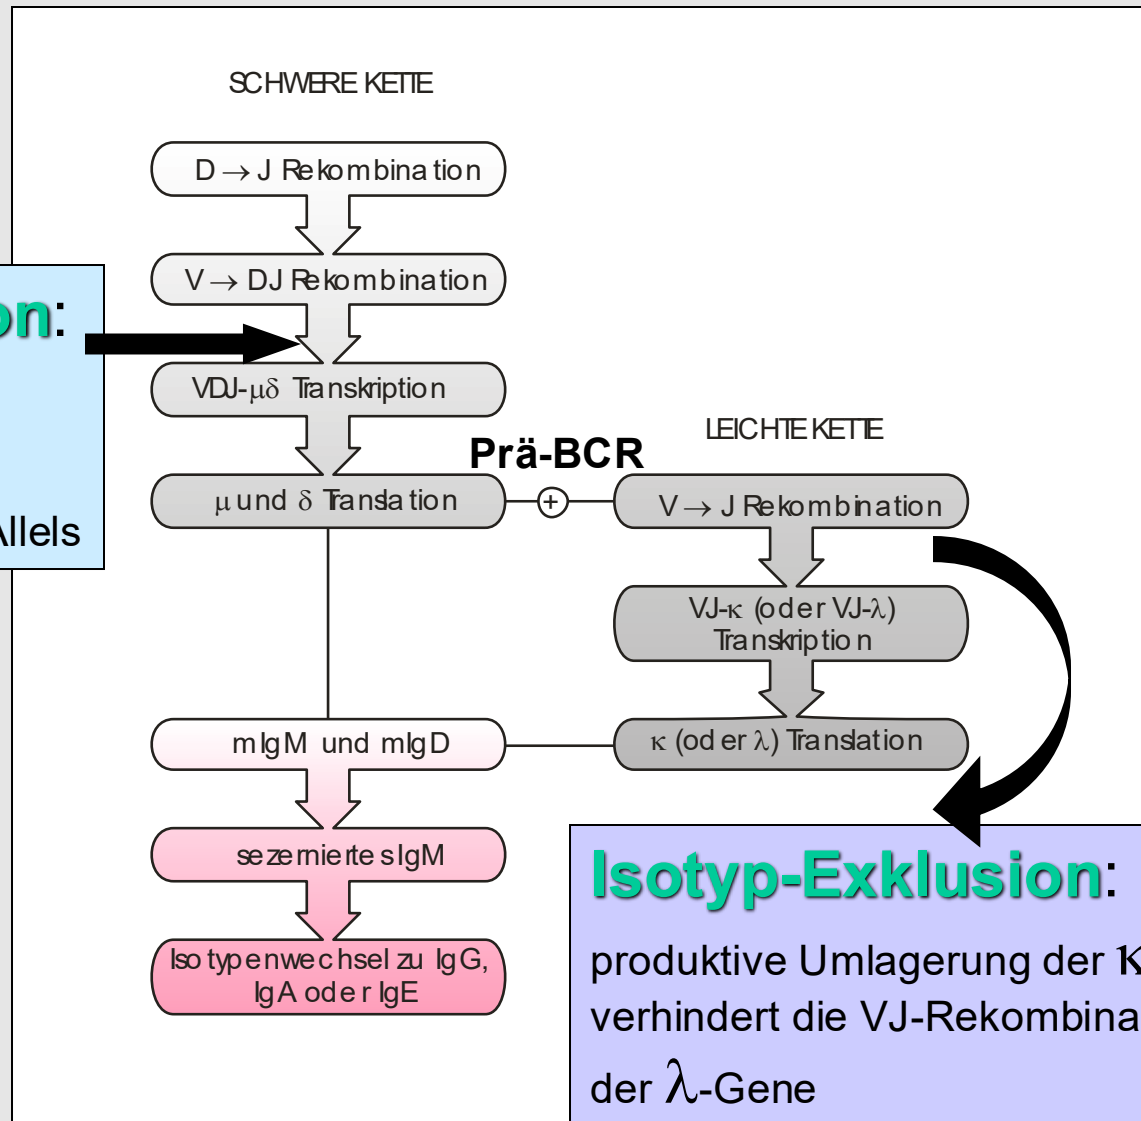 SCHWERE KETTE
D → J Rekombination
V → DJ Rekombination
on:
VDJ-μδ Transkription
Allels
LEICHTE KETTE
Prä-BCR
μ und δ Translation
+
V → J Rekombination
VJ-κ (oder VJ-λ)
Transkription
mIgM und mIgD
κ (oder λ) Translation
sezerniertes IgM
Isotypenwechsel zu IgG,
IgA oder IgE
Isotyp-Exklusion:
produktive Umlagerung der κ
verhindert die VJ-Rekombina
der λ-Gene